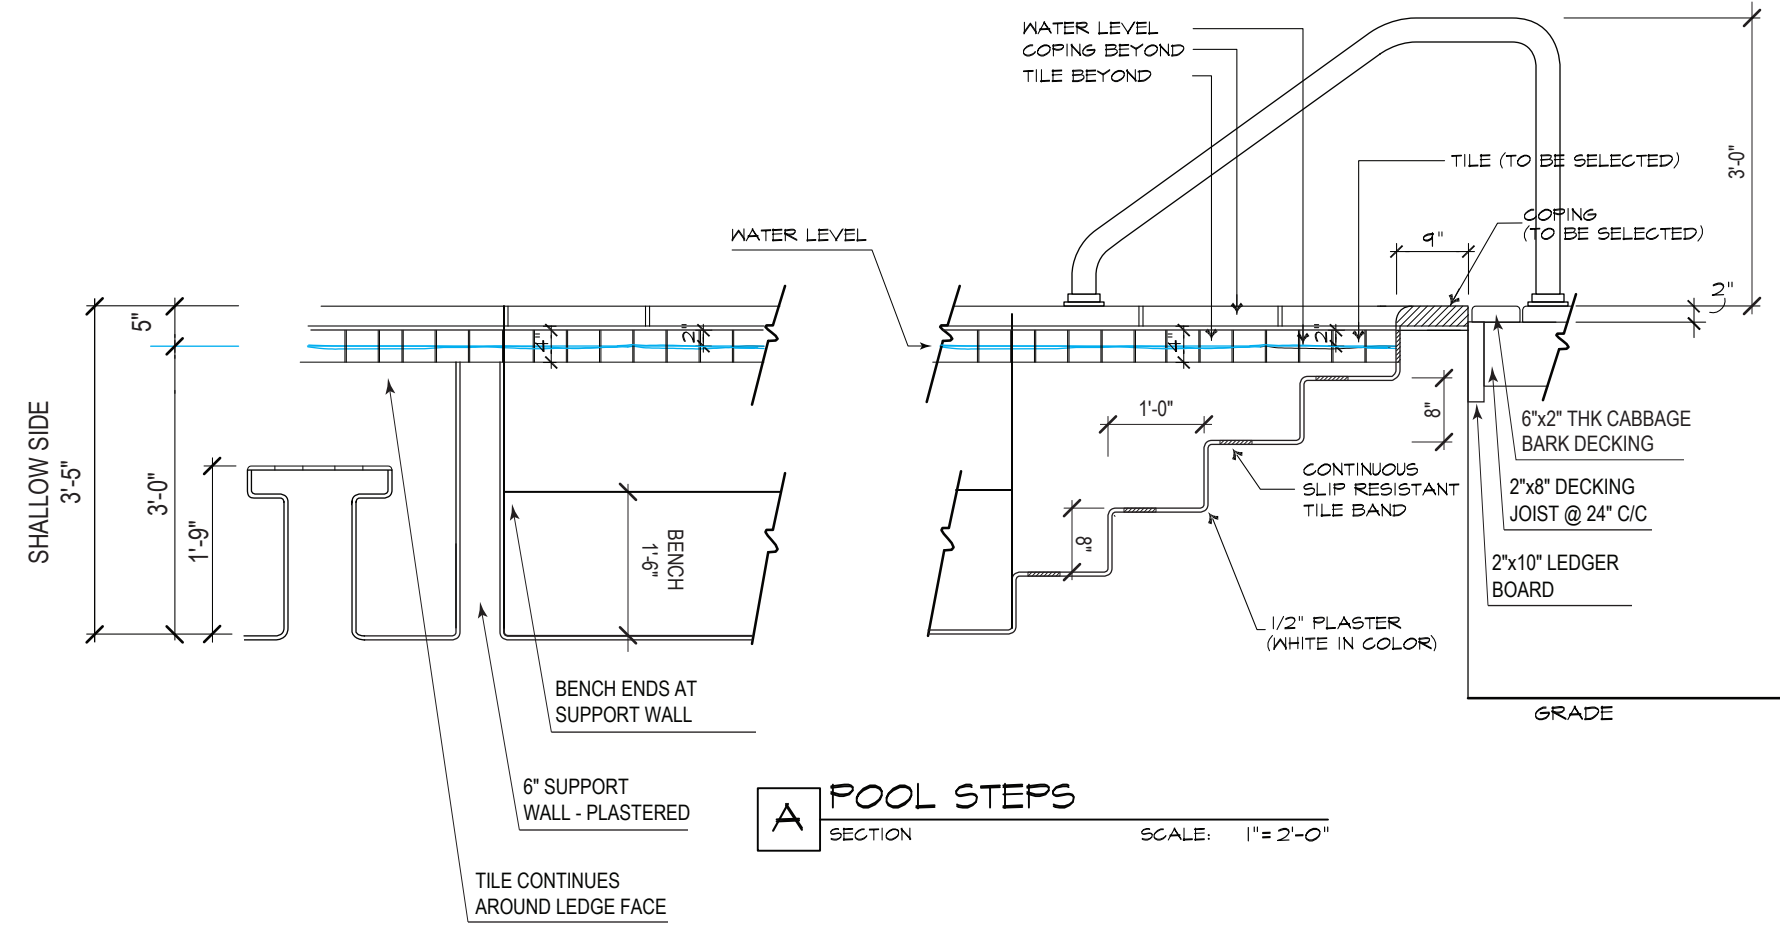 WATER LEVEL
COPING BEYOND
TILE BEYOND
3'-0"
TILE (TO BE SELECTED)
COPING
(TO BE SELECTED)
9"
2"
WATER LEVEL
5"
4"
2"
4"
2"
SHALLOW SIDE
3'-5"
3'-0"
1'-9"
BENCH
1'-6"
1'-0"
8"
8"
6"x2" THK CABBAGE
BARK DECKING
CONTINUOUS
SLIP RESISTANT
TILE BAND
2"x8" DECKING
JOIST @ 24" C/C
2"x10" LEDGER
BOARD
1/2" PLASTER
(WHITE IN COLOR)
GRADE
BENCH ENDS AT
SUPPORT WALL
6" SUPPORT
WALL - PLASTERED
TILE CONTINUES
AROUND LEDGE FACE
A
POOL STEPS
SECTION SCALE: 1"= 2'-0"